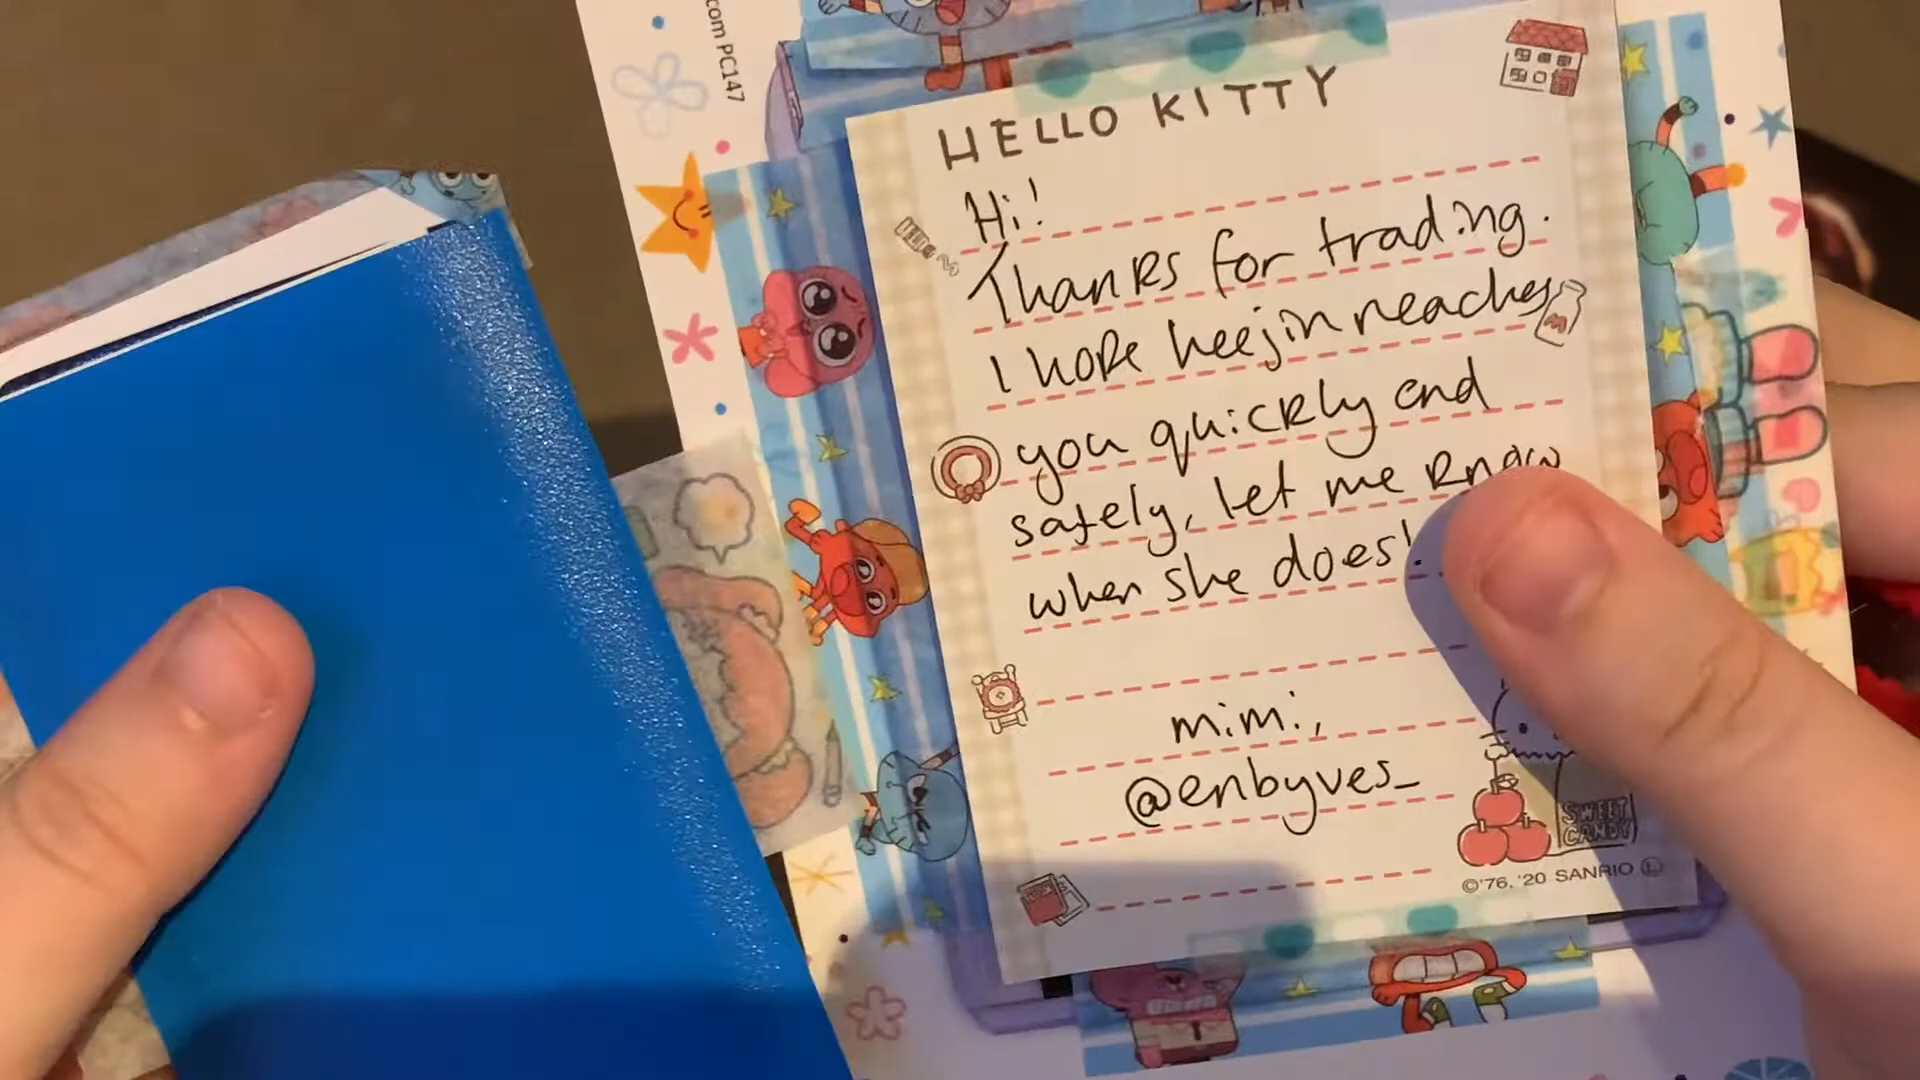 com PC147
HELLO KITTY
Hi!
Thanks for trading.
I hope heejin reaches
you quickly and
safely, let me know
when she does!
mimi,
@enbyves_
SWEET
CANDY
©'76, '20 SANRIO